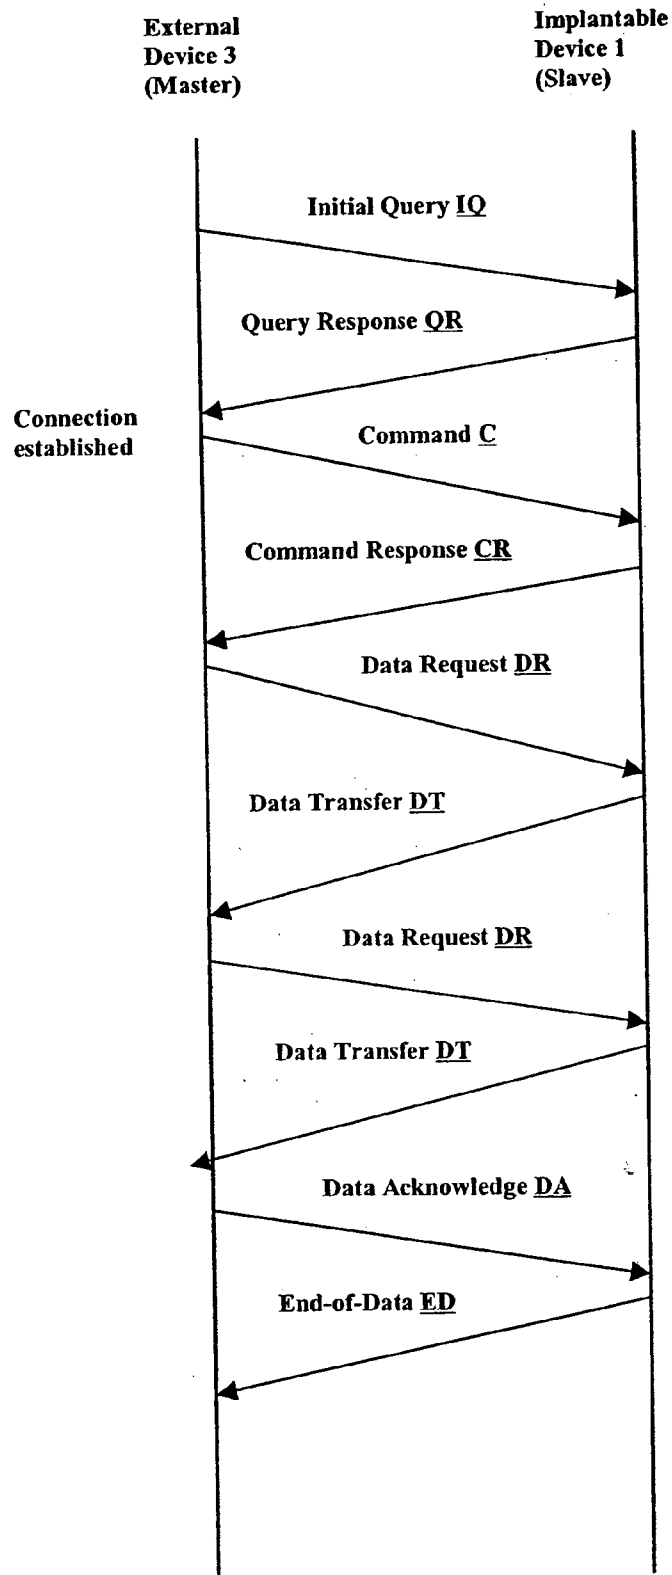 External
Device 3
(Master)
Implantable
Device 1
(Slave)
Initial Query IQ
Query Response QR
Connection
established
Command C
Command Response CR
Data Request DR
Data Transfer DT
Data Request DR
Data Transfer DT
Data Acknowledge DA
End-of-Data ED